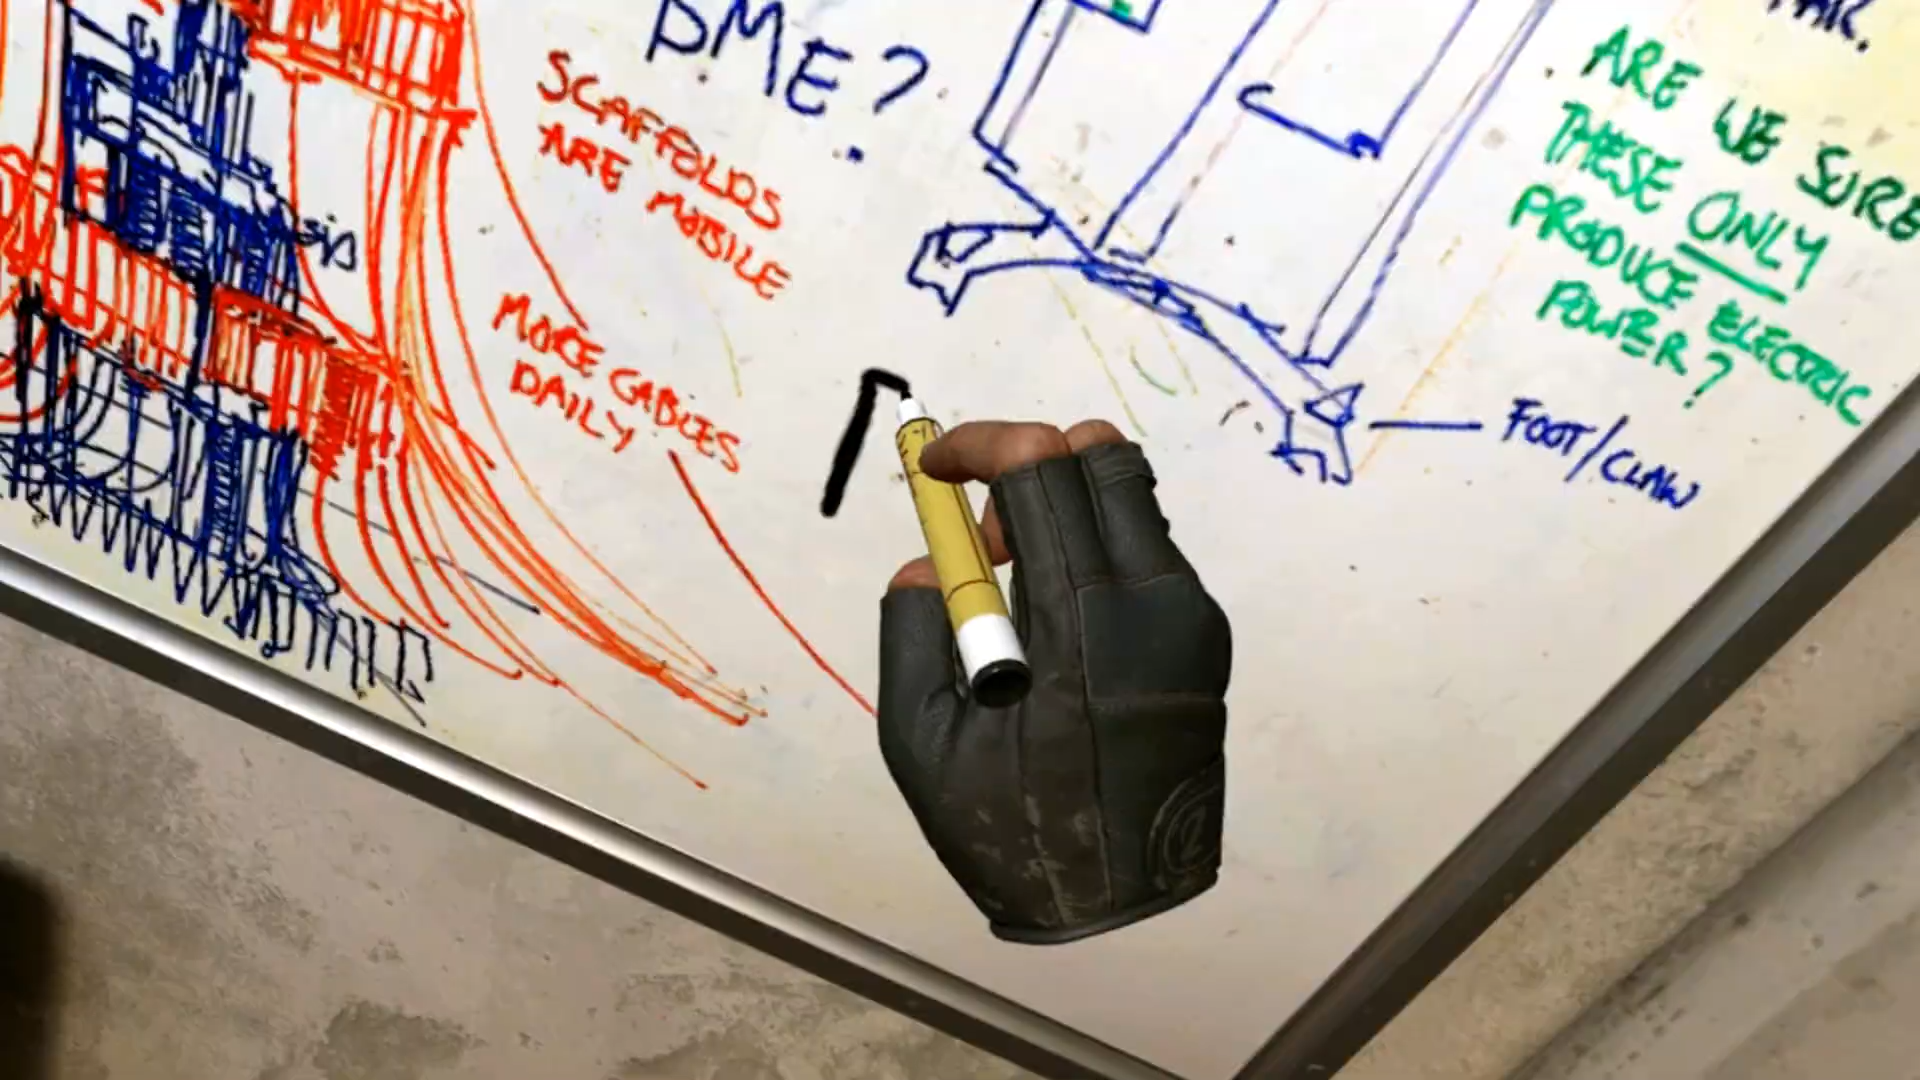 DME?
SCAFFOLDS
ARE MOBILE
MORE CABLES
DAILY
ARE WE SURE
THESE ONLY
PRODUCE ELECTRIC
POWER?
FOOT/CLAW